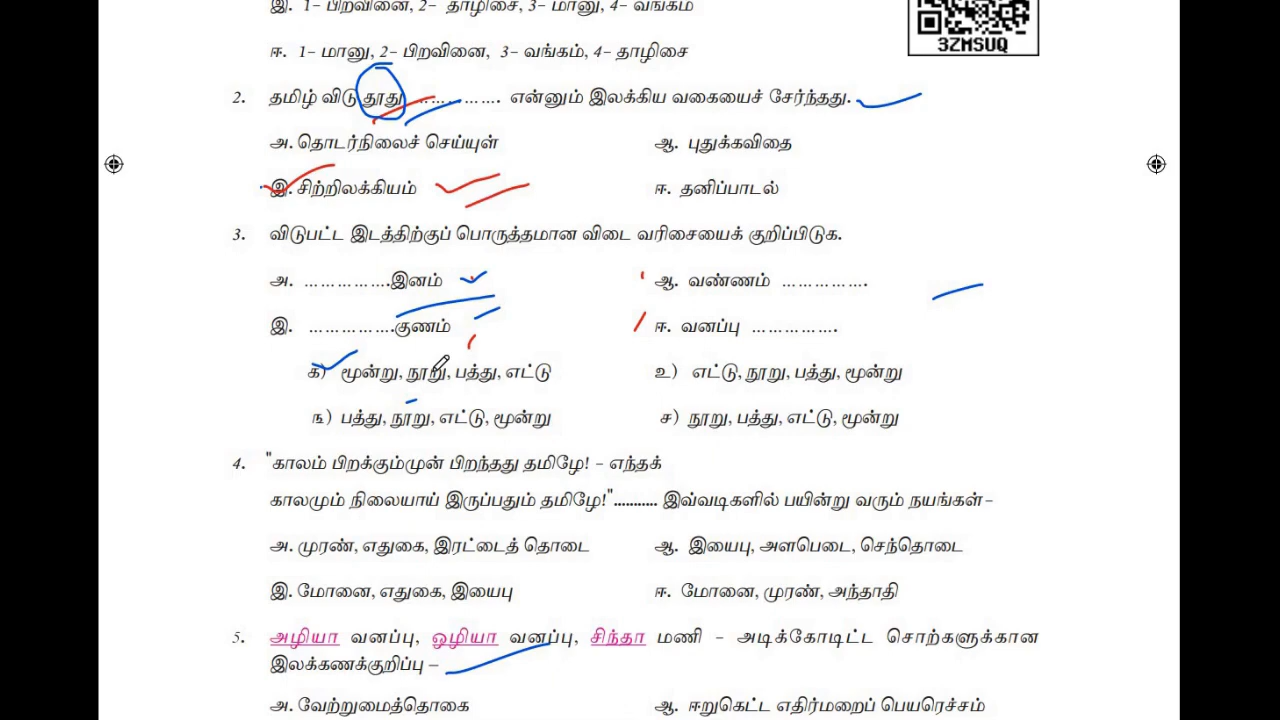 இ. 1- பிறவினை, 2- தாழிசை, 3- மானு, 4- வங்கம்
ஈ. 1- மானு, 2- பிறவினை, 3- வங்கம், 4- தாழிசை
3ZMSUQ
2. தமிழ் விடு தூது ............... என்னும் இலக்கிய வகையைச் சேர்ந்தது.
அ. தொடர்நிலைச் செய்யுள் ஆ. புதுக்கவிதை
இ. சிற்றிலக்கியம் ஈ. தனிப்பாடல்
3. விடுபட்ட இடத்திற்குப் பொருத்தமான விடை வரிசையைக் குறிப்பிடுக.
அ. ...............இனம் ஆ. வண்ணம் ...............
இ. ...............குணம் ஈ. வனப்பு ...............
க) மூன்று, நூறு, பத்து, எட்டு உ) எட்டு, நூறு, பத்து, மூன்று
ங) பத்து, நூறு, எட்டு, மூன்று ச) நூறு, பத்து, எட்டு, மூன்று
4. "காலம் பிறக்கும்முன் பிறந்தது தமிழே! - எந்தக்
காலமும் நிலையாய் இருப்பதும் தமிழே!"........... இவ்வடிகளில் பயின்று வரும் நயங்கள்-
அ. முரண், எதுகை, இரட்டைத் தொடை ஆ. இயைபு, அளபெடை, செந்தொடை
இ. மோனை, எதுகை, இயைபு ஈ. மோனை, முரண், அந்தாதி
5. அழியா வனப்பு, ஒழியா வனப்பு, சிந்தா மணி - அடிக்கோடிட்ட சொற்களுக்கான
இலக்கணக்குறிப்பு -
அ. வேற்றுமைத்தொகை ஆ. ஈறுகெட்ட எதிர்மறைப் பெயரெச்சம்